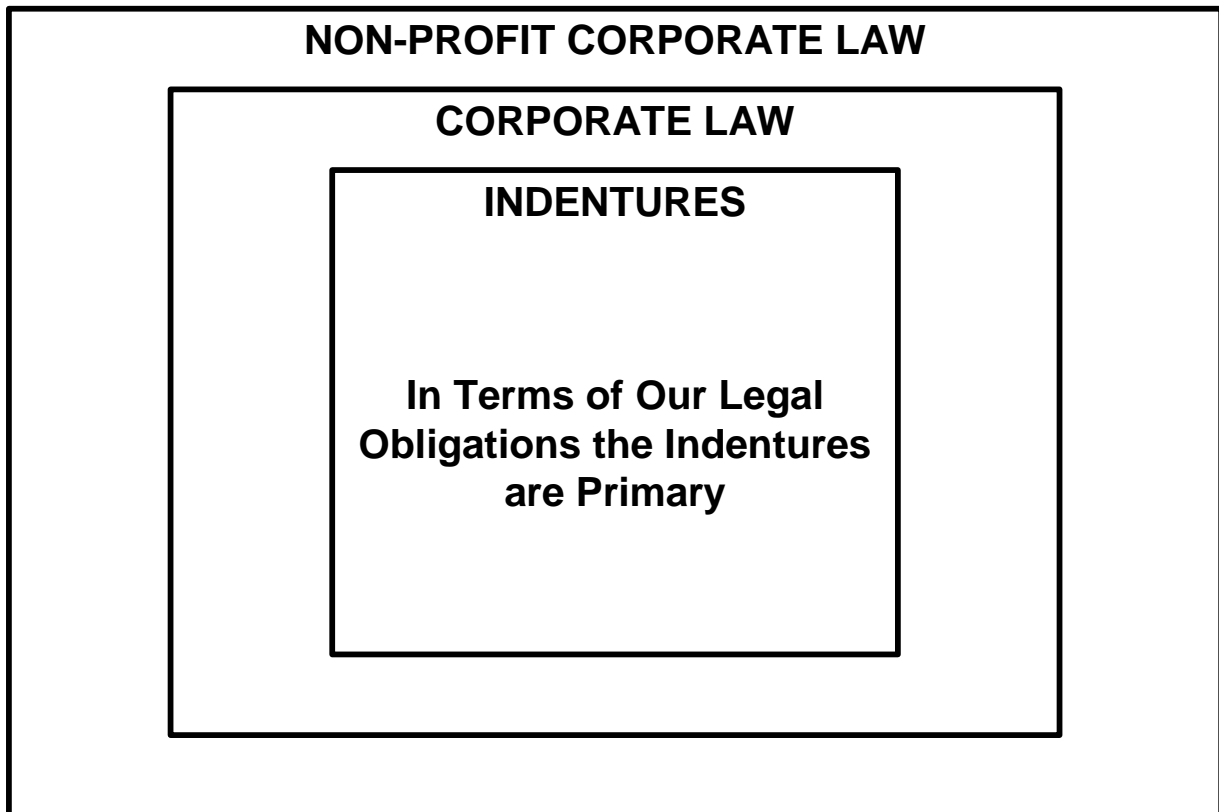 NON-PROFIT CORPORATE LAW
CORPORATE LAW
INDENTURES
In Terms of Our Legal
Obligations the Indentures
are Primary